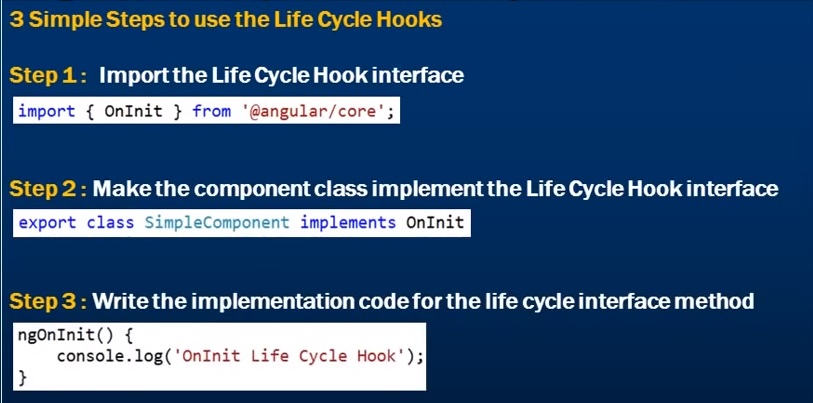 3 Simple Steps to use the Life Cycle Hooks
Step 1 : Import the Life Cycle Hook interface
import { OnInit } from '@angular/core';
Step 2 : Make the component class implement the Life Cycle Hook interface
export class SimpleComponent implements OnInit
Step 3 : Write the implementation code for the life cycle interface method
ngOnInit() {
    console.log('OnInit Life Cycle Hook');
}